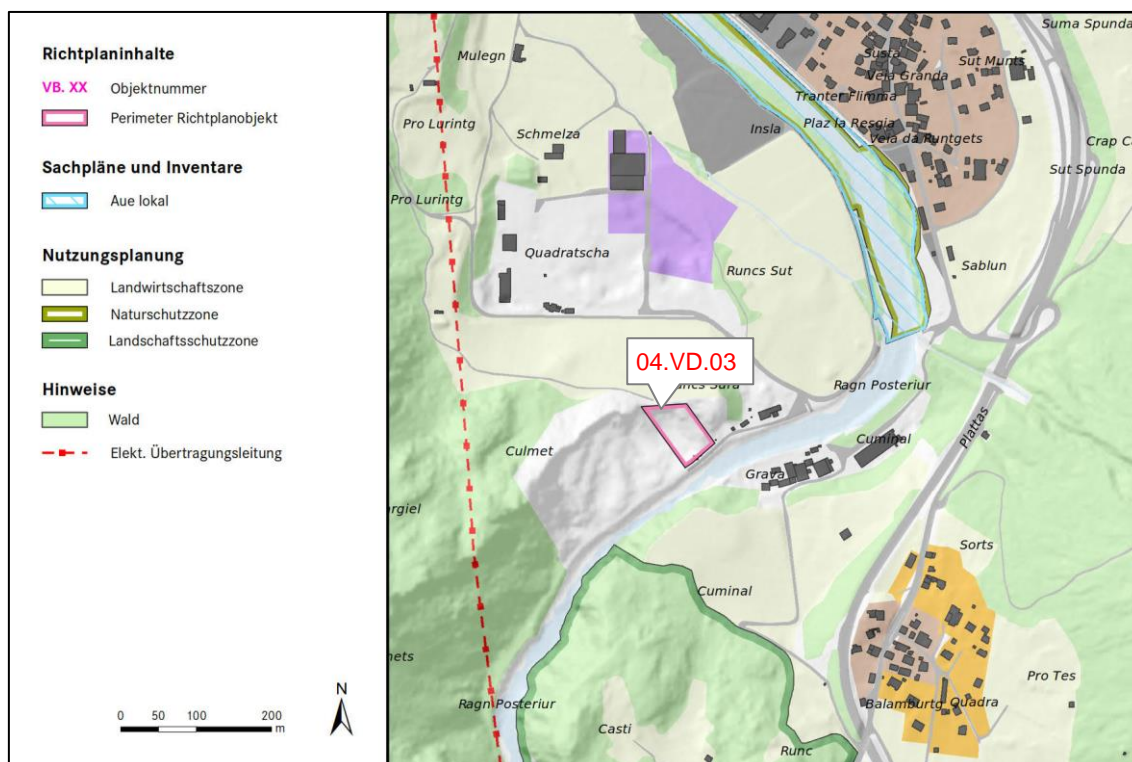 Richtplaninhalte
VB. XX Objektnummer
Perimeter Richtplanobjekt
Sachpläne und Inventare
Aue lokal
Nutzungsplanung
Landwirtschaftszone
Naturschutzzone
Landschaftsschutzzone
Hinweise
Wald
Elekt. Übertragungsleitung
0 50 100 200
m
N
Suma Spunda
Mulegn
Susta
Sut Munts
Veia Granda
Tranter Flimma
Pro Lurintg
Schmelza
Insla
Plaz la Resgia
Veia da Runtgets
Crap
Sut Spunda
Pro Lurintg
Quadratscha
Runcs Sut
Sablun
04.VD.03
Ragn Posteriur
Plattas
Culmet
Cuminal
Grava
Sorts
Cuminal
Pro Tes
Ragn Posteriur
Balamburtg
Quadra
Casti
Runc